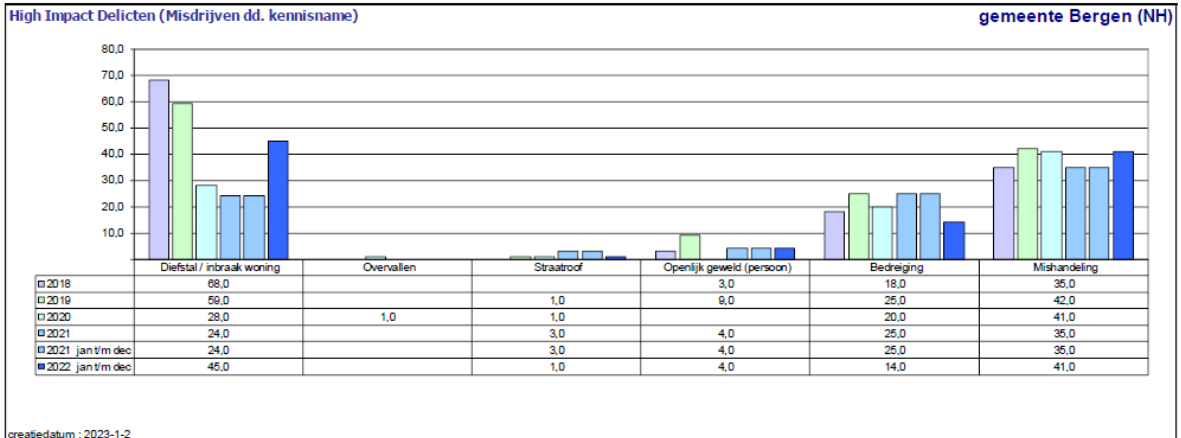 High Impact Delicten (Misdrijven dd. kennisname) gemeente Bergen (NH)
80,0
70,0
60,0
50,0
40,0
30,0
20,0
10,0
Diefstal / inbraak woning Overvallen Straatroof Openlijk geweld (persoon) Bedreiging Mishandeling
2018 68,0 3,0 18,0 35,0
2019 59,0 1,0 9,0 25,0 42,0
2020 28,0 1,0 1,0 20,0 41,0
2021 24,0 3,0 4,0 25,0 35,0
2021 jan t/m dec 24,0 3,0 4,0 25,0 35,0
2022 jan t/m dec 45,0 1,0 4,0 14,0 41,0
creatiedatum : 2023-1-2